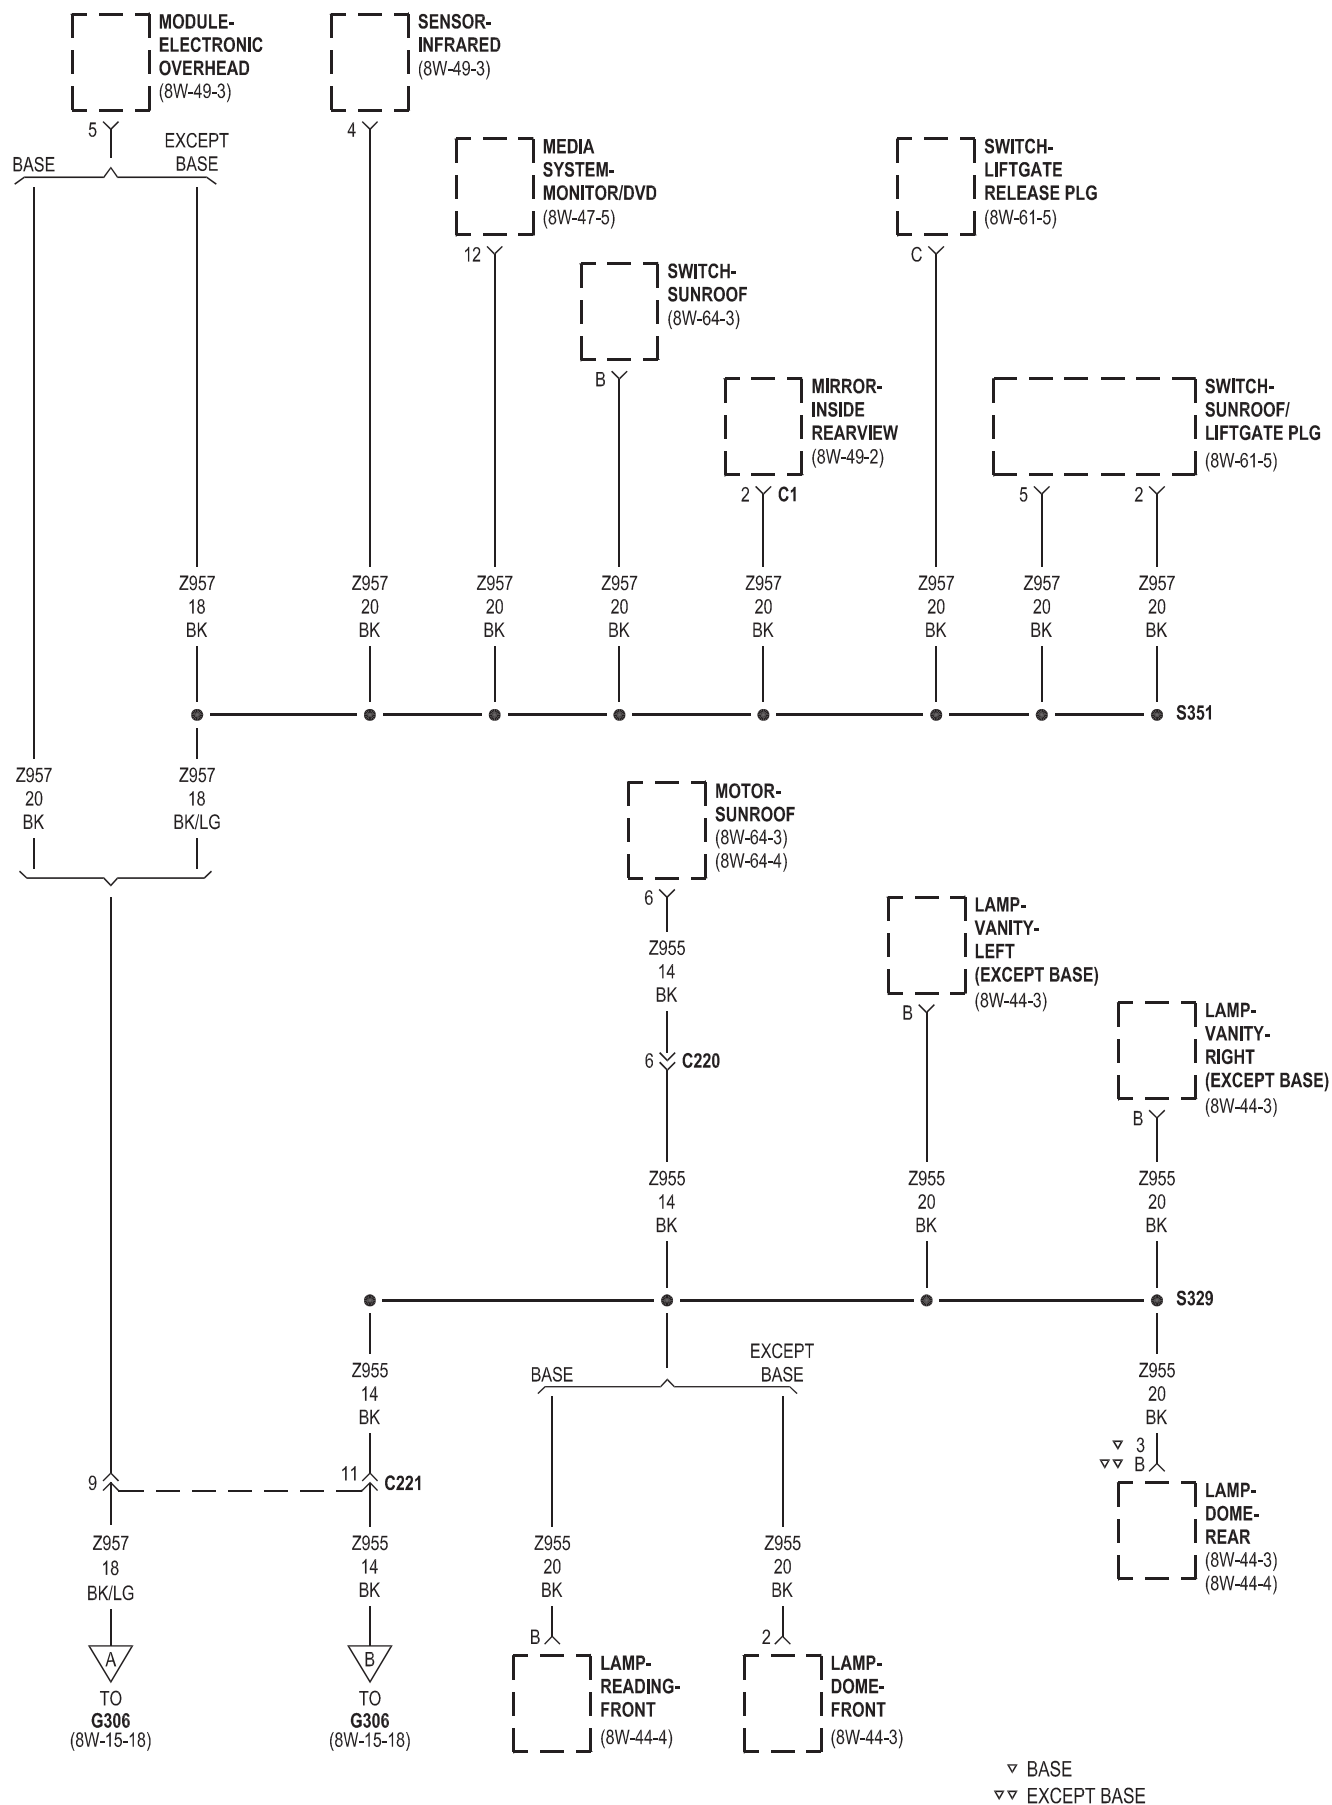 MODULE-
ELECTRONIC
OVERHEAD
(8W-49-3)
5
BASE
EXCEPT
BASE
SENSOR-
INFRARED
(8W-49-3)
4
MEDIA
SYSTEM-
MONITOR/DVD
(8W-47-5)
12
SWITCH-
SUNROOF
(8W-64-3)
B
MIRROR-
INSIDE
REARVIEW
(8W-49-2)
2 C1
SWITCH-
LIFTGATE
RELEASE PLG
(8W-61-5)
C
SWITCH-
SUNROOF/
LIFTGATE PLG
(8W-61-5)
5
2
Z957
18
BK
Z957
20
BK
Z957
20
BK
Z957
20
BK
Z957
20
BK
Z957
20
BK
Z957
20
BK
Z957
20
BK
S351
Z957
20
BK
Z957
18
BK/LG
MOTOR-
SUNROOF
(8W-64-3)
(8W-64-4)
6
Z955
14
BK
6 C220
Z955
14
BK
LAMP-
VANITY-
LEFT
(EXCEPT BASE)
(8W-44-3)
B
Z955
20
BK
LAMP-
VANITY-
RIGHT
(EXCEPT BASE)
(8W-44-3)
B
Z955
20
BK
S329
Z955
14
BK
BASE
EXCEPT
BASE
Z955
20
BK
▽ 3
▽▽ B
LAMP-
DOME-
REAR
(8W-44-3)
(8W-44-4)
9
11
C221
Z957
18
BK/LG
Z955
14
BK
Z955
20
BK
Z955
20
BK
A
TO
G306
(8W-15-18)
B
TO
G306
(8W-15-18)
B
LAMP-
READING-
FRONT
(8W-44-4)
2
LAMP-
DOME-
FRONT
(8W-44-3)
▽ BASE
▽▽ EXCEPT BASE